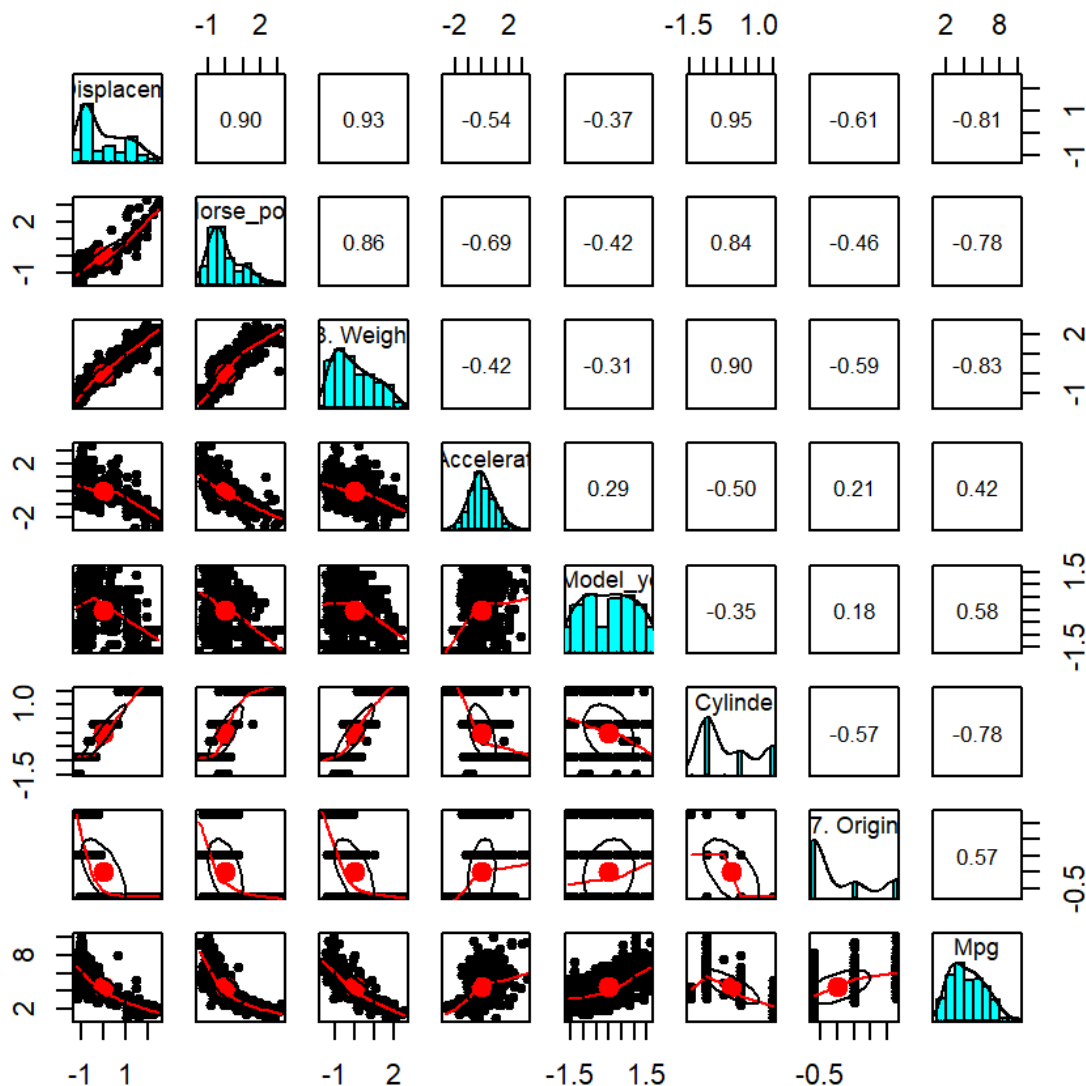 -1 2 -2 2 -1.5 1.0 2 8
isplacem 0.90 0.93 -0.54 -0.37 0.95 -0.61 -0.81 -1 1
-1 2 orse_po 0.86 -0.69 -0.42 0.84 -0.46 -0.78
3. Weigh -0.42 -0.31 0.90 -0.59 -0.83 -1 2
-2 2 Accelerat 0.29 -0.50 0.21 0.42
Model_ye -0.35 0.18 0.58 -1.5 1.5
-1.5 1.0 Cylinde -0.57 -0.78
7. Origin 0.57 -0.5
2 8 Mpg
-1 1 -1 2 -1.5 1.5 -0.5